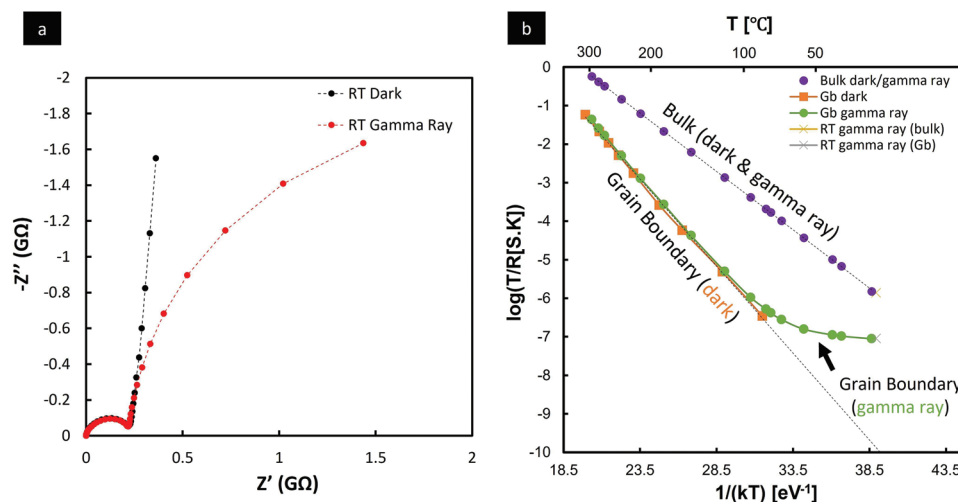 a
-2
-1.8
-1.6
-1.4
-1.2
-1
-0.8
-0.6
-0.4
-0.2
0
-Z'' (GΩ)
RT Dark
RT Gamma Ray
0
0.5
1
1.5
2
Z' (GΩ)
b
T [℃]
300
200
100
50
0
-1
-2
-3
-4
-5
-6
-7
-8
-9
-10
log(T/R[S.K])
Bulk dark/gamma ray
Gb dark
Gb gamma ray
RT gamma ray (bulk)
RT gamma ray (Gb)
Bulk (dark & gamma ray)
Grain Boundary (dark)
Grain Boundary
(gamma ray)
18.5
23.5
28.5
33.5
38.5
43.5
1/(kT) [eV⁻¹]